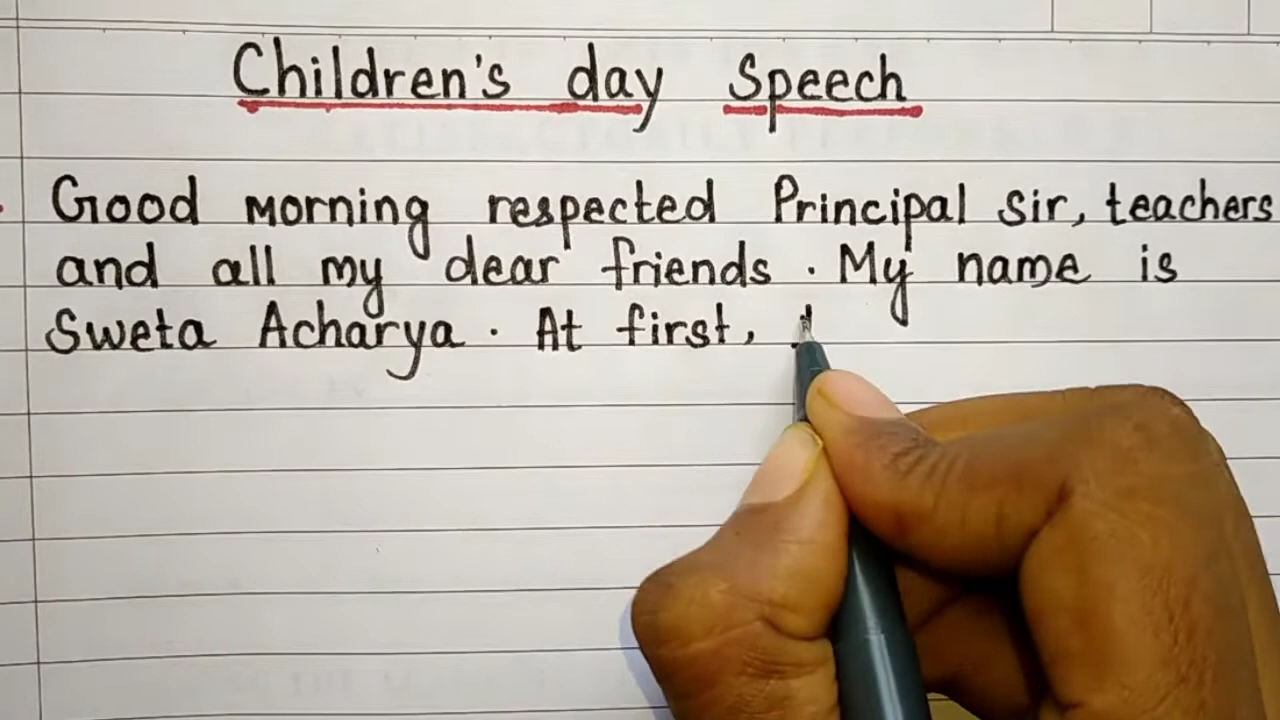 Children's day Speech
Good morning respected Principal sir, teachers
and all my dear friends. My name is
Sweta Acharya. At first,